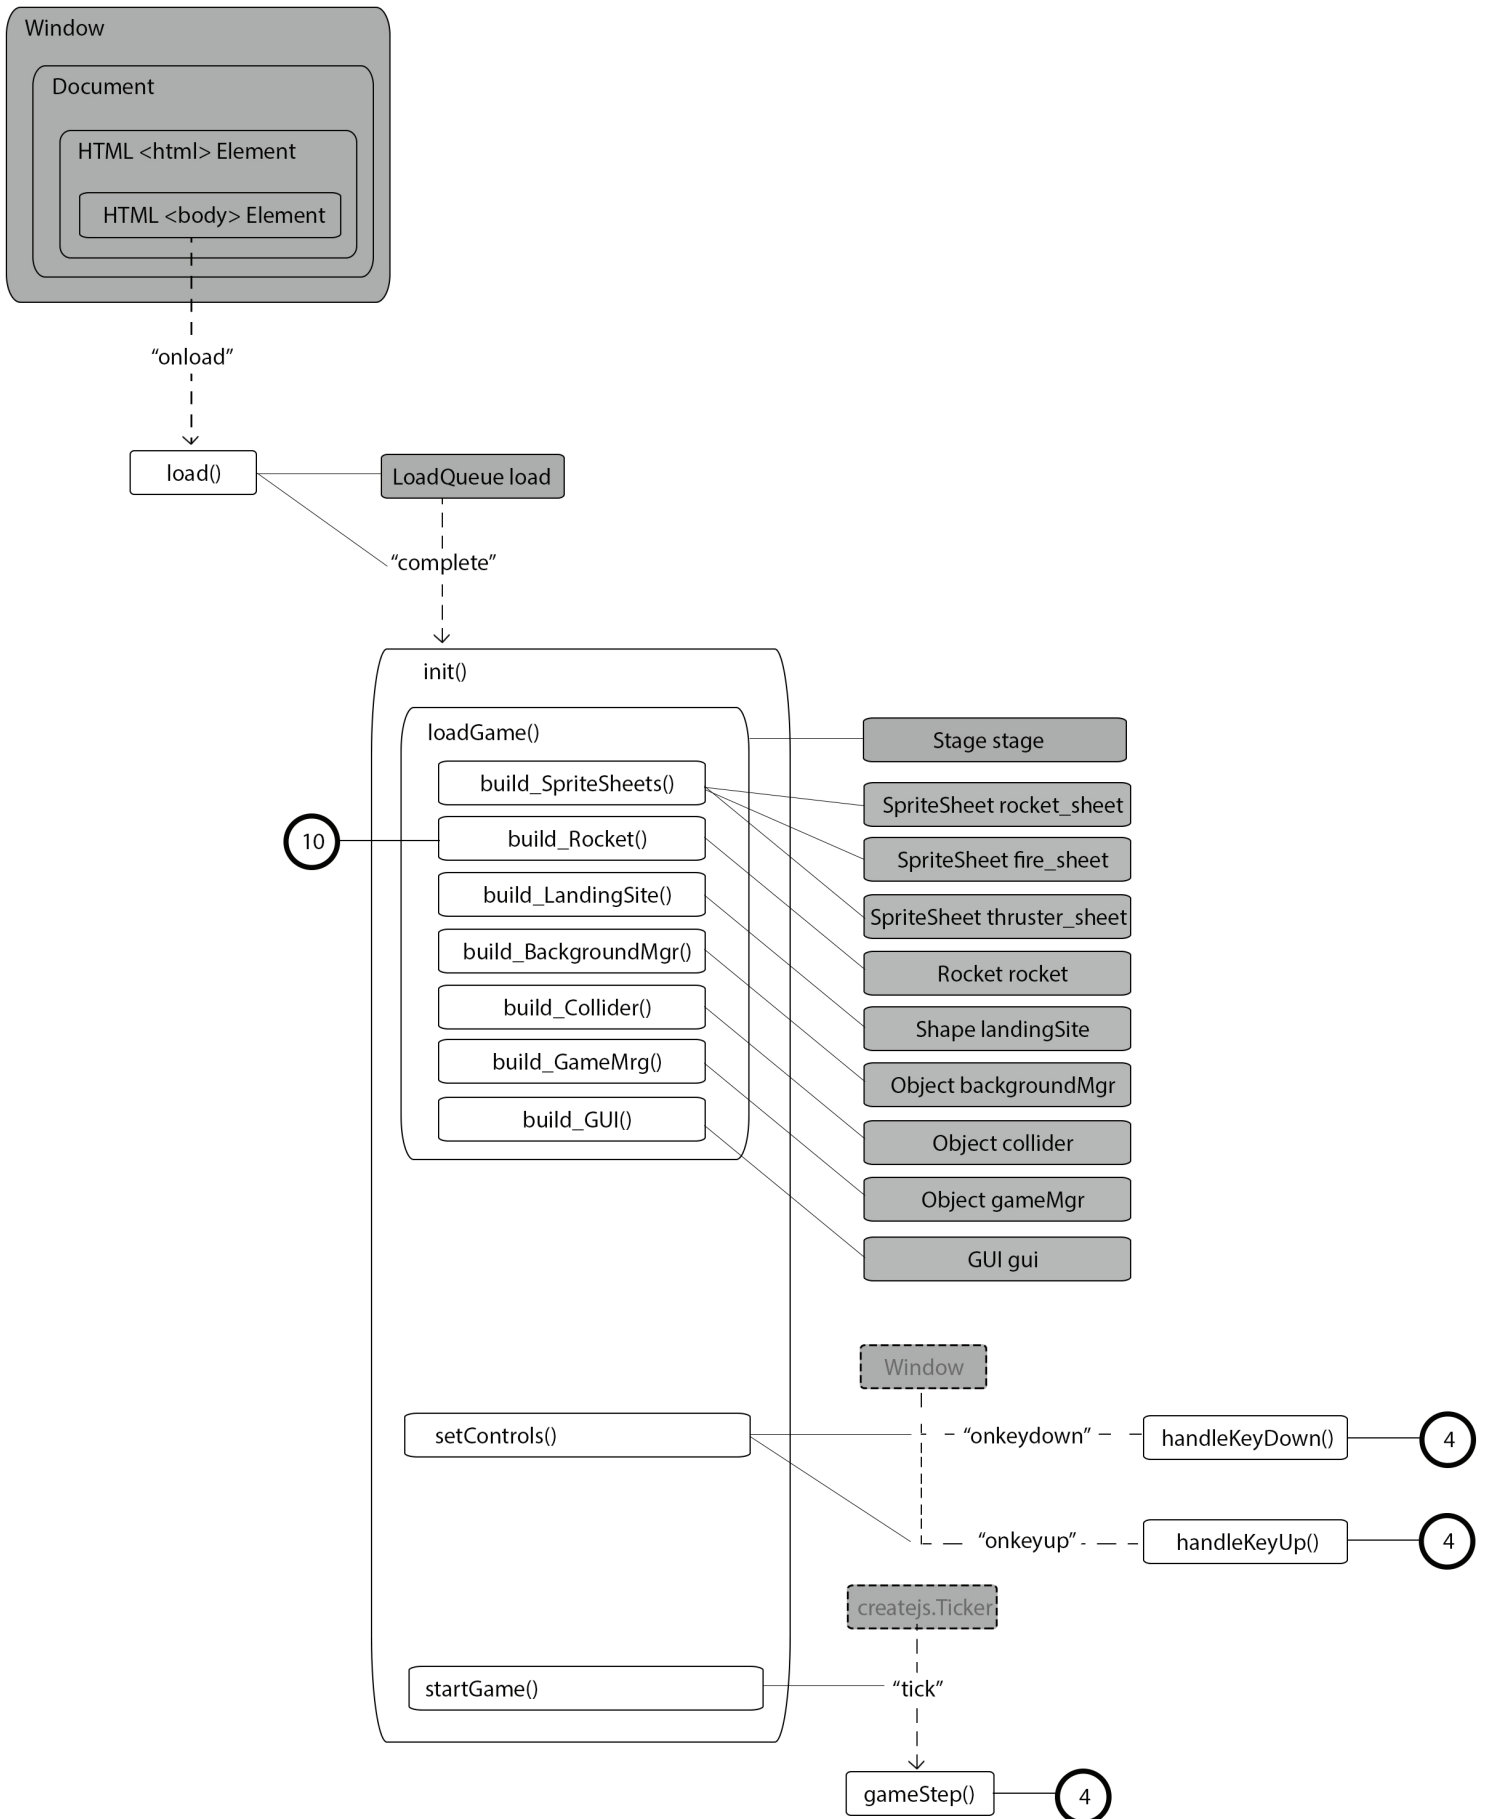 Window
Document
HTML <html> Element
HTML <body> Element
“onload”
load()
LoadQueue load
“complete”
init()
loadGame()
Stage stage
build_SpriteSheets()
SpriteSheet rocket_sheet
10
build_Rocket()
SpriteSheet fire_sheet
build_LandingSite()
SpriteSheet thruster_sheet
build_BackgroundMgr()
Rocket rocket
build_Collider()
Shape landingSite
build_GameMrg()
Object backgroundMgr
build_GUI()
Object collider
Object gameMgr
GUI gui
Window
setControls()
“onkeydown”
handleKeyDown()
4
“onkeyup”
handleKeyUp()
4
createjs.Ticker
startGame()
“tick”
gameStep()
4